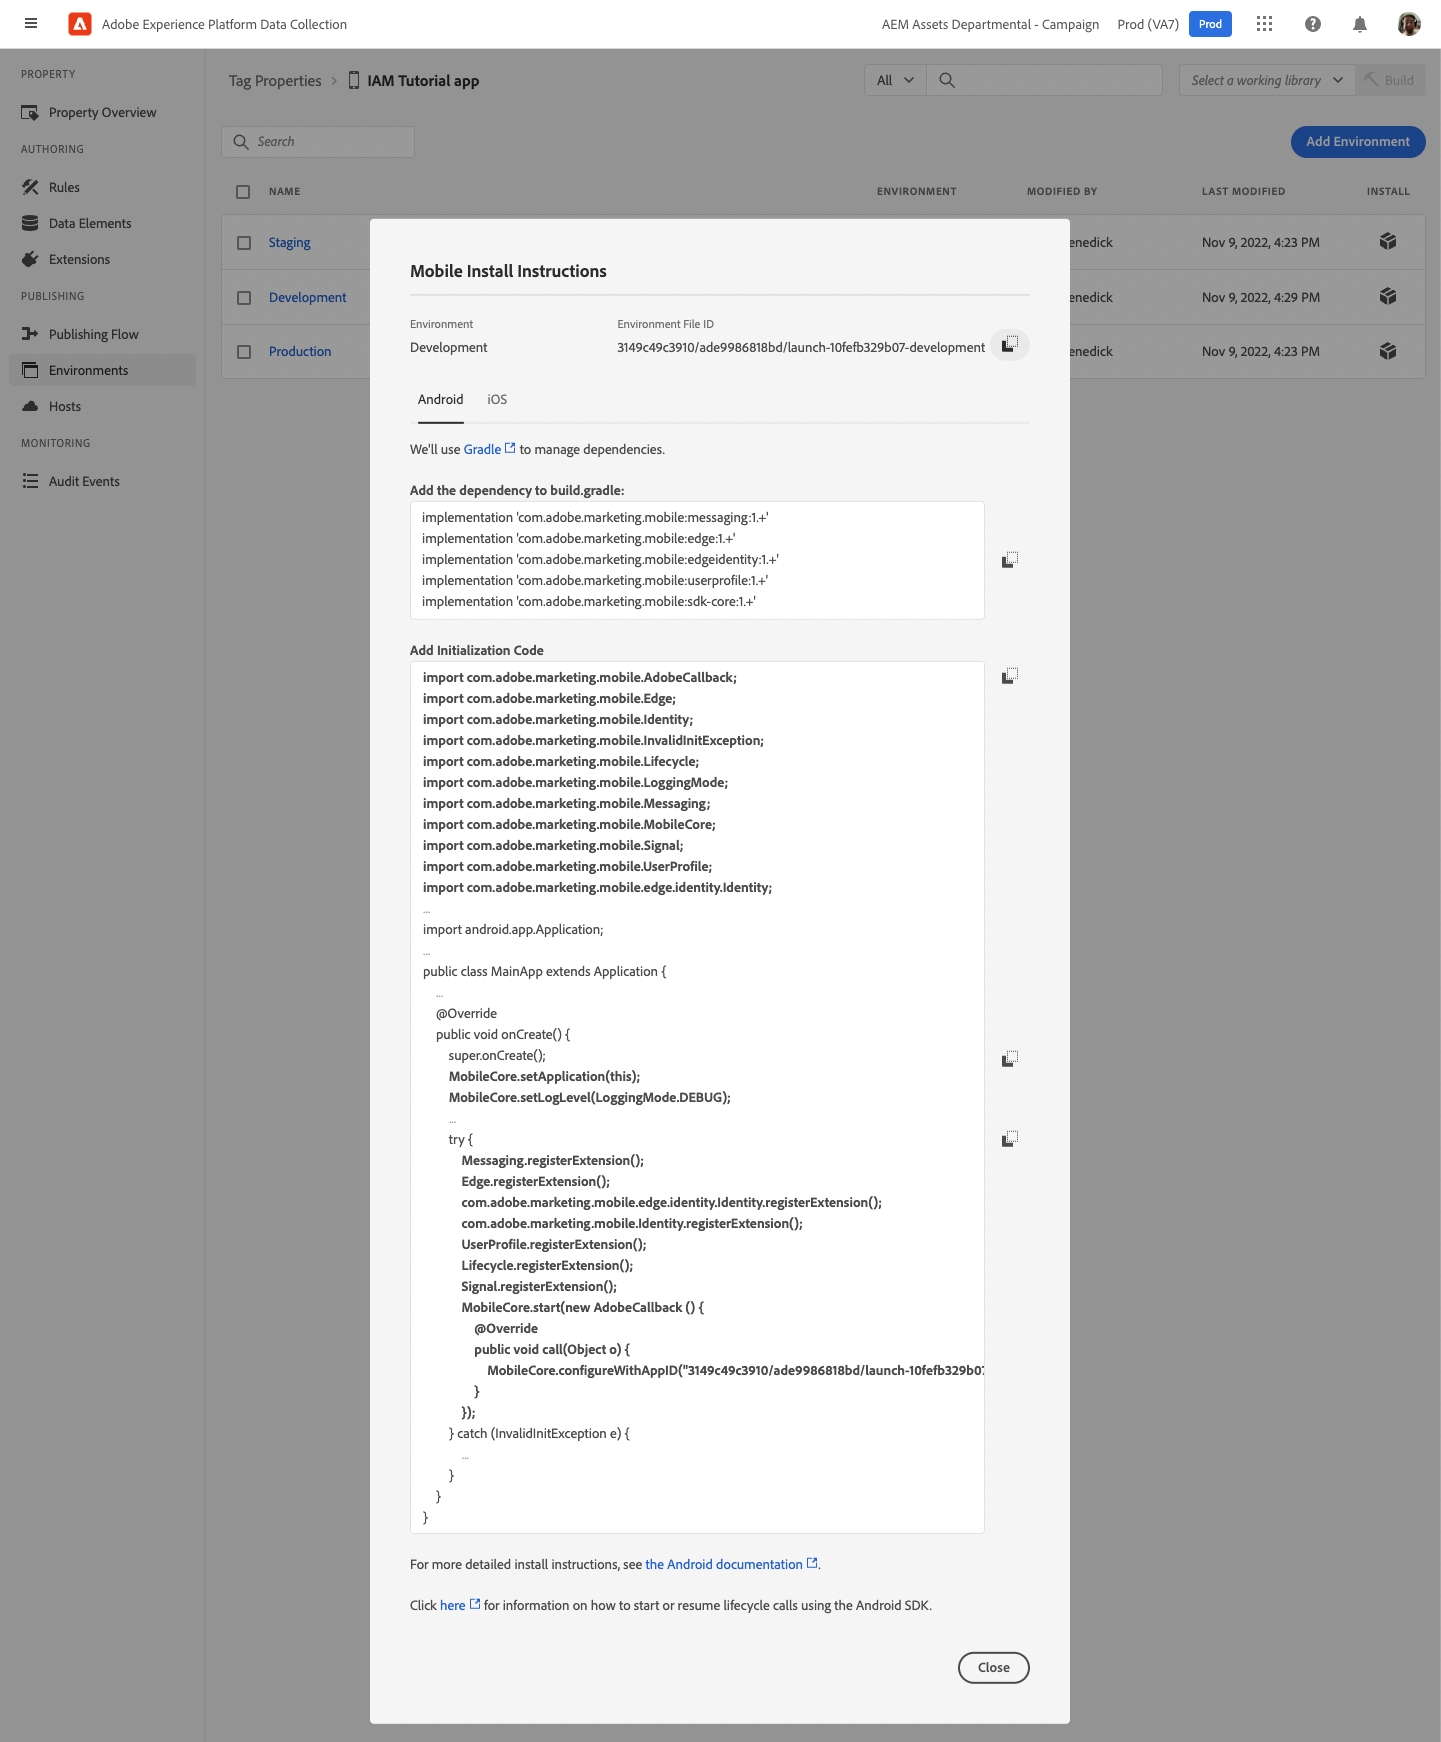 Adobe Experience Platform Data Collection
AEM Assets Departmental - Campaign
Prod (VA7)
Prod
PROPERTY
Property Overview
AUTHORING
Rules
Data Elements
Extensions
PUBLISHING
Publishing Flow
Environments
Hosts
MONITORING
Audit Events
Tag Properties > IAM Tutorial app
All
Select a working library
Build
Search
Add Environment
NAME ENVIRONMENT MODIFIED BY LAST MODIFIED INSTALL
Staging enedick Nov 9, 2022, 4:23 PM
Development enedick Nov 9, 2022, 4:29 PM
Production enedick Nov 9, 2022, 4:23 PM
Mobile Install Instructions
Environment Environment File ID
Development 3149c49c3910/ade9986818bd/launch-10fefb329b07-development
Android iOS
We'll use Gradle to manage dependencies.
Add the dependency to build.gradle:
implementation 'com.adobe.marketing.mobile:messaging:1.+'
implementation 'com.adobe.marketing.mobile:edge:1.+'
implementation 'com.adobe.marketing.mobile:edgeidentity:1.+'
implementation 'com.adobe.marketing.mobile:userprofile:1.+'
implementation 'com.adobe.marketing.mobile:sdk-core:1.+'
Add Initialization Code
import com.adobe.marketing.mobile.AdobeCallback;
import com.adobe.marketing.mobile.Edge;
import com.adobe.marketing.mobile.Identity;
import com.adobe.marketing.mobile.InvalidInitException;
import com.adobe.marketing.mobile.Lifecycle;
import com.adobe.marketing.mobile.LoggingMode;
import com.adobe.marketing.mobile.Messaging;
import com.adobe.marketing.mobile.MobileCore;
import com.adobe.marketing.mobile.Signal;
import com.adobe.marketing.mobile.UserProfile;
import com.adobe.marketing.mobile.edge.identity.Identity;
...
import android.app.Application;
...
public class MainApp extends Application {
...
@Override
public void onCreate() {
super.onCreate();
MobileCore.setApplication(this);
MobileCore.setLogLevel(LoggingMode.DEBUG);
...
try {
Messaging.registerExtension();
Edge.registerExtension();
com.adobe.marketing.mobile.edge.identity.Identity.registerExtension();
com.adobe.marketing.mobile.Identity.registerExtension();
UserProfile.registerExtension();
Lifecycle.registerExtension();
Signal.registerExtension();
MobileCore.start(new AdobeCallback () {
@Override
public void call(Object o) {
MobileCore.configureWithAppID("3149c49c3910/ade9986818bd/launch-10fefb329b07
}
});
} catch (InvalidInitException e) {
...
}
}
}
For more detailed install instructions, see the Android documentation.
Click here for information on how to start or resume lifecycle calls using the Android SDK.
Close